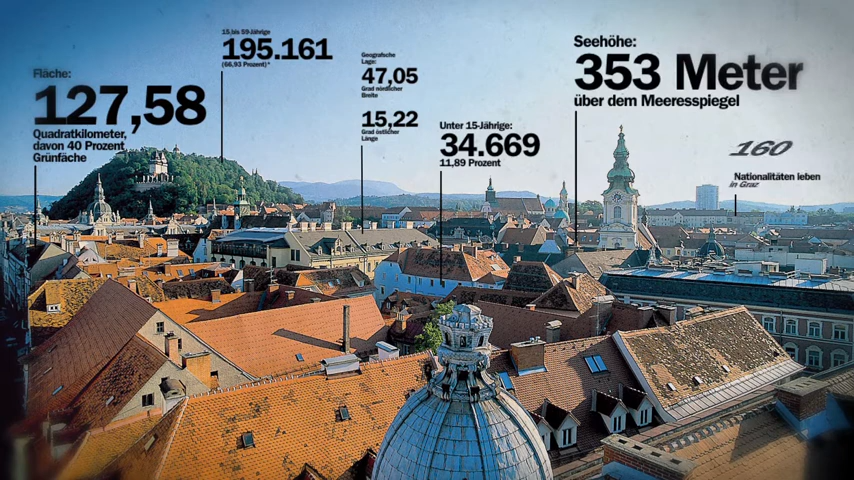 Fläche:
127,58
Quadratkilometer,
davon 40 Prozent
Grünfläche
15 bis 59-Jährige
195.161
(66,93 Prozent)*
Geografische
Lage:
47,05
Grad nördlicher
Breite
15,22
Grad östlicher
Länge
Unter 15-Jährige:
34.669
11,89 Prozent
Seehöhe:
353 Meter
über dem Meeresspiegel
160
Nationalitäten leben
in Graz